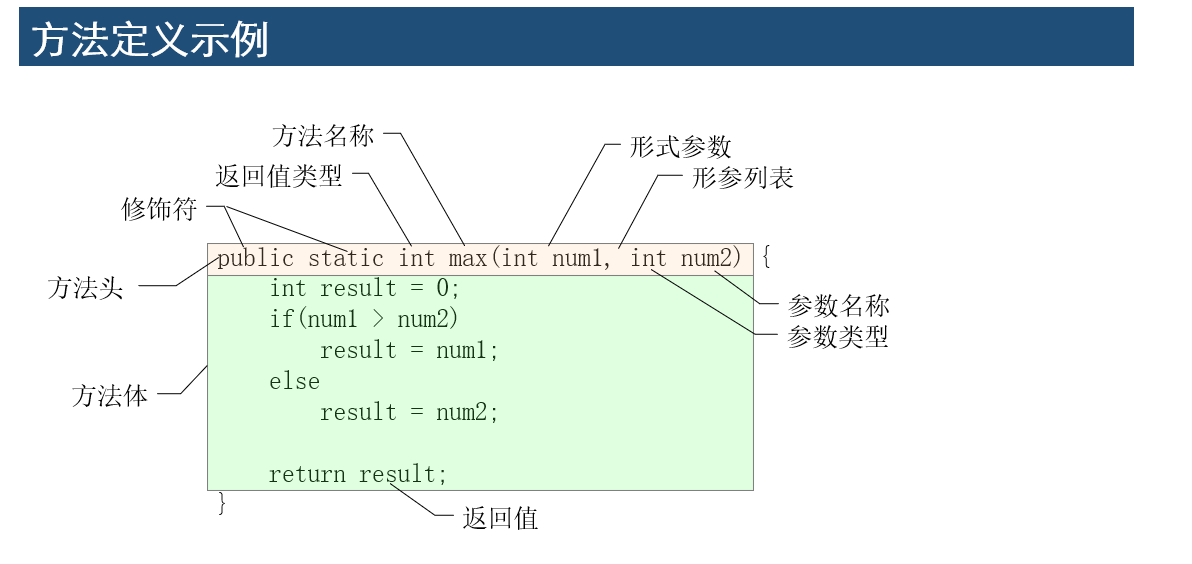 方法定义示例
方法名称
形式参数
返回值类型
形参列表
修饰符
public static int max(int num1, int num2) {
方法头
int result = 0;
参数名称
if(num1 > num2)
参数类型
result = num1;
else
方法体
result = num2;
return result;
}
返回值